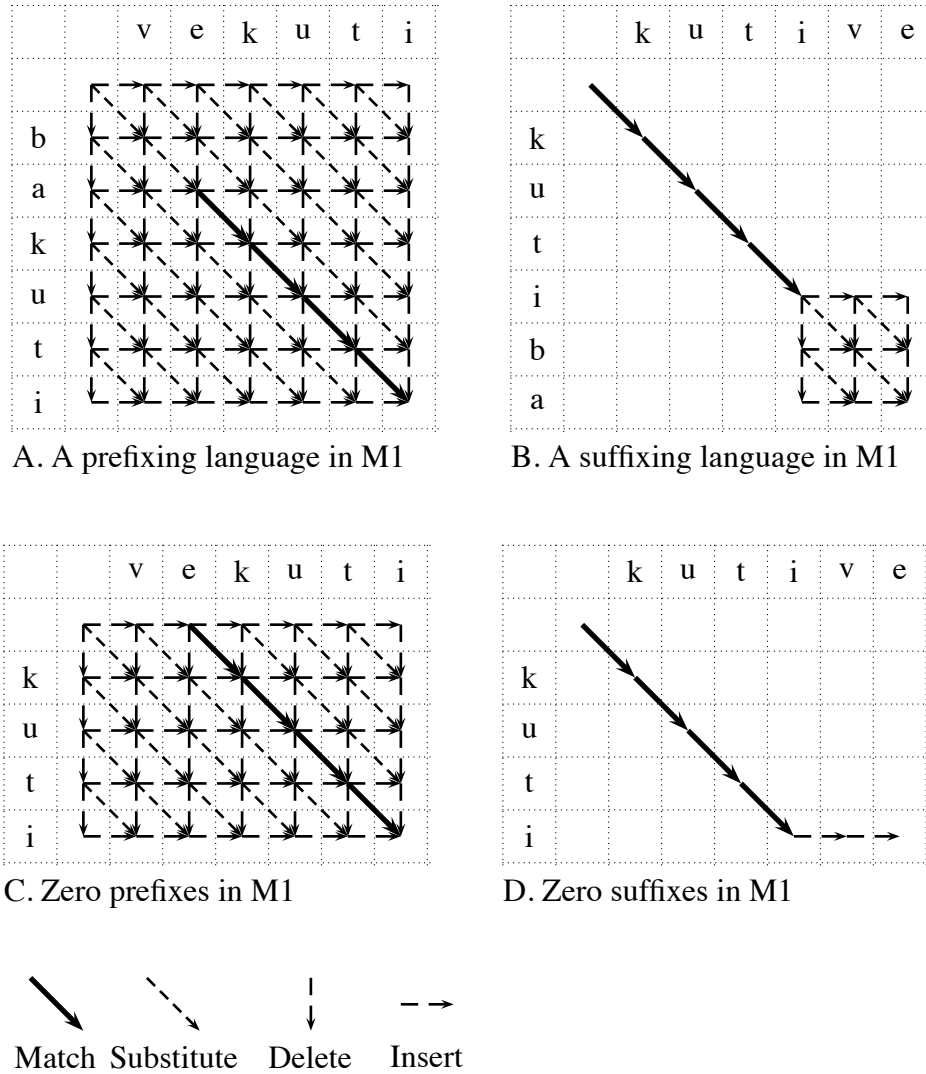 v e k u t i
b
a
k
u
t
i
A. A prefixing language in M1
k u t i v e
k
u
t
i
b
a
B. A suffixing language in M1
v e k u t i
k
u
t
i
C. Zero prefixes in M1
k u t i v e
k
u
t
i
D. Zero suffixes in M1
Match Substitute Delete Insert